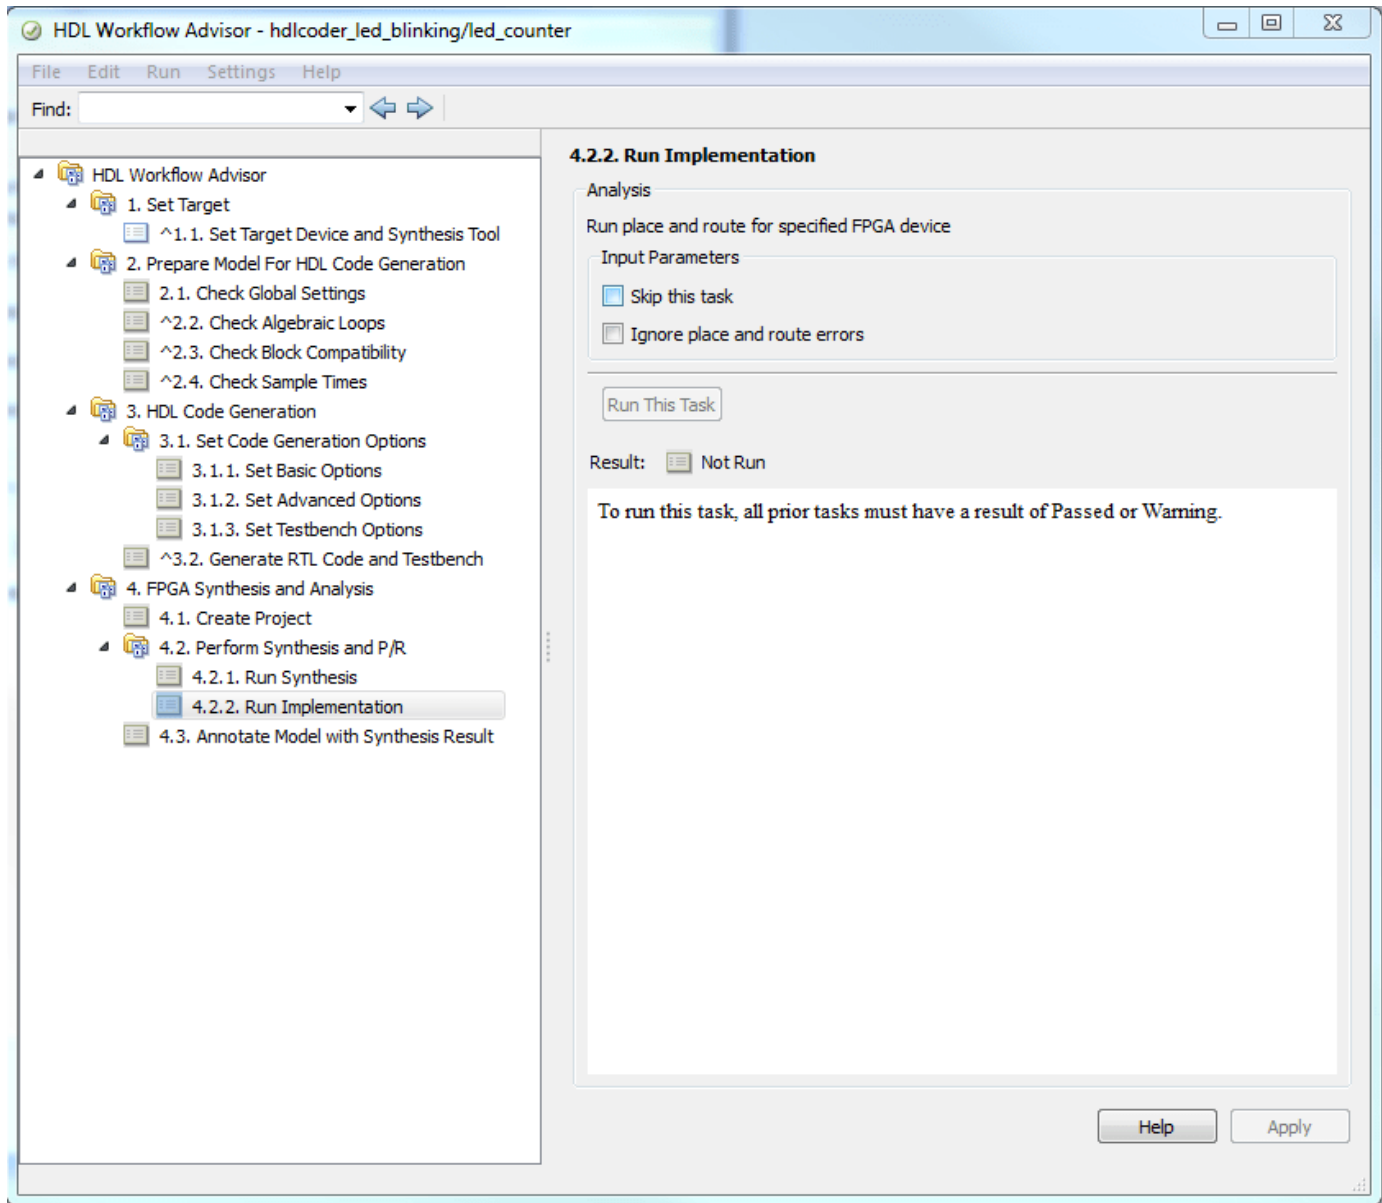 HDL Workflow Advisor - hdlcoder_led_blinking/led_counter
File Edit Run Settings Help
Find:
HDL Workflow Advisor
1. Set Target
^1.1. Set Target Device and Synthesis Tool
2. Prepare Model For HDL Code Generation
2.1. Check Global Settings
^2.2. Check Algebraic Loops
^2.3. Check Block Compatibility
^2.4. Check Sample Times
3. HDL Code Generation
3.1. Set Code Generation Options
3.1.1. Set Basic Options
3.1.2. Set Advanced Options
3.1.3. Set Testbench Options
^3.2. Generate RTL Code and Testbench
4. FPGA Synthesis and Analysis
4.1. Create Project
4.2. Perform Synthesis and P/R
4.2.1. Run Synthesis
4.2.2. Run Implementation
4.3. Annotate Model with Synthesis Result
4.2.2. Run Implementation
Analysis
Run place and route for specified FPGA device
Input Parameters
Skip this task
Ignore place and route errors
Run This Task
Result: Not Run
To run this task, all prior tasks must have a result of Passed or Warning.
Help Apply